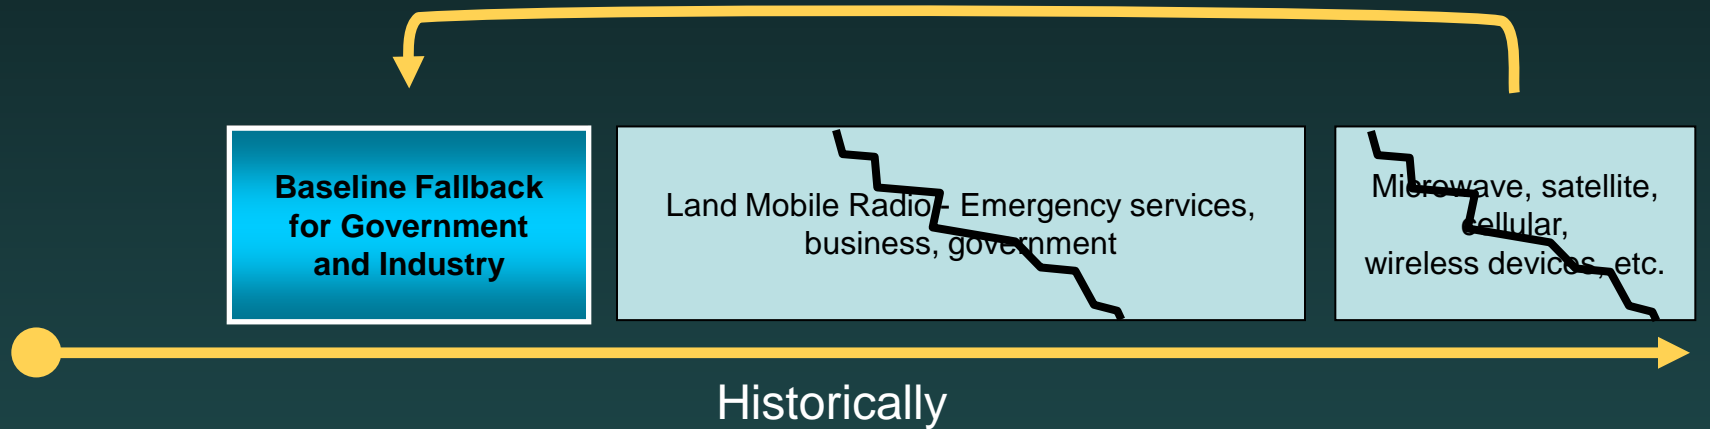 Baseline Fallback
for Government
and Industry
Land Mobile Radio - Emergency services,
business, government
Microwave, satellite,
cellular,
wireless devices, etc.
Historically